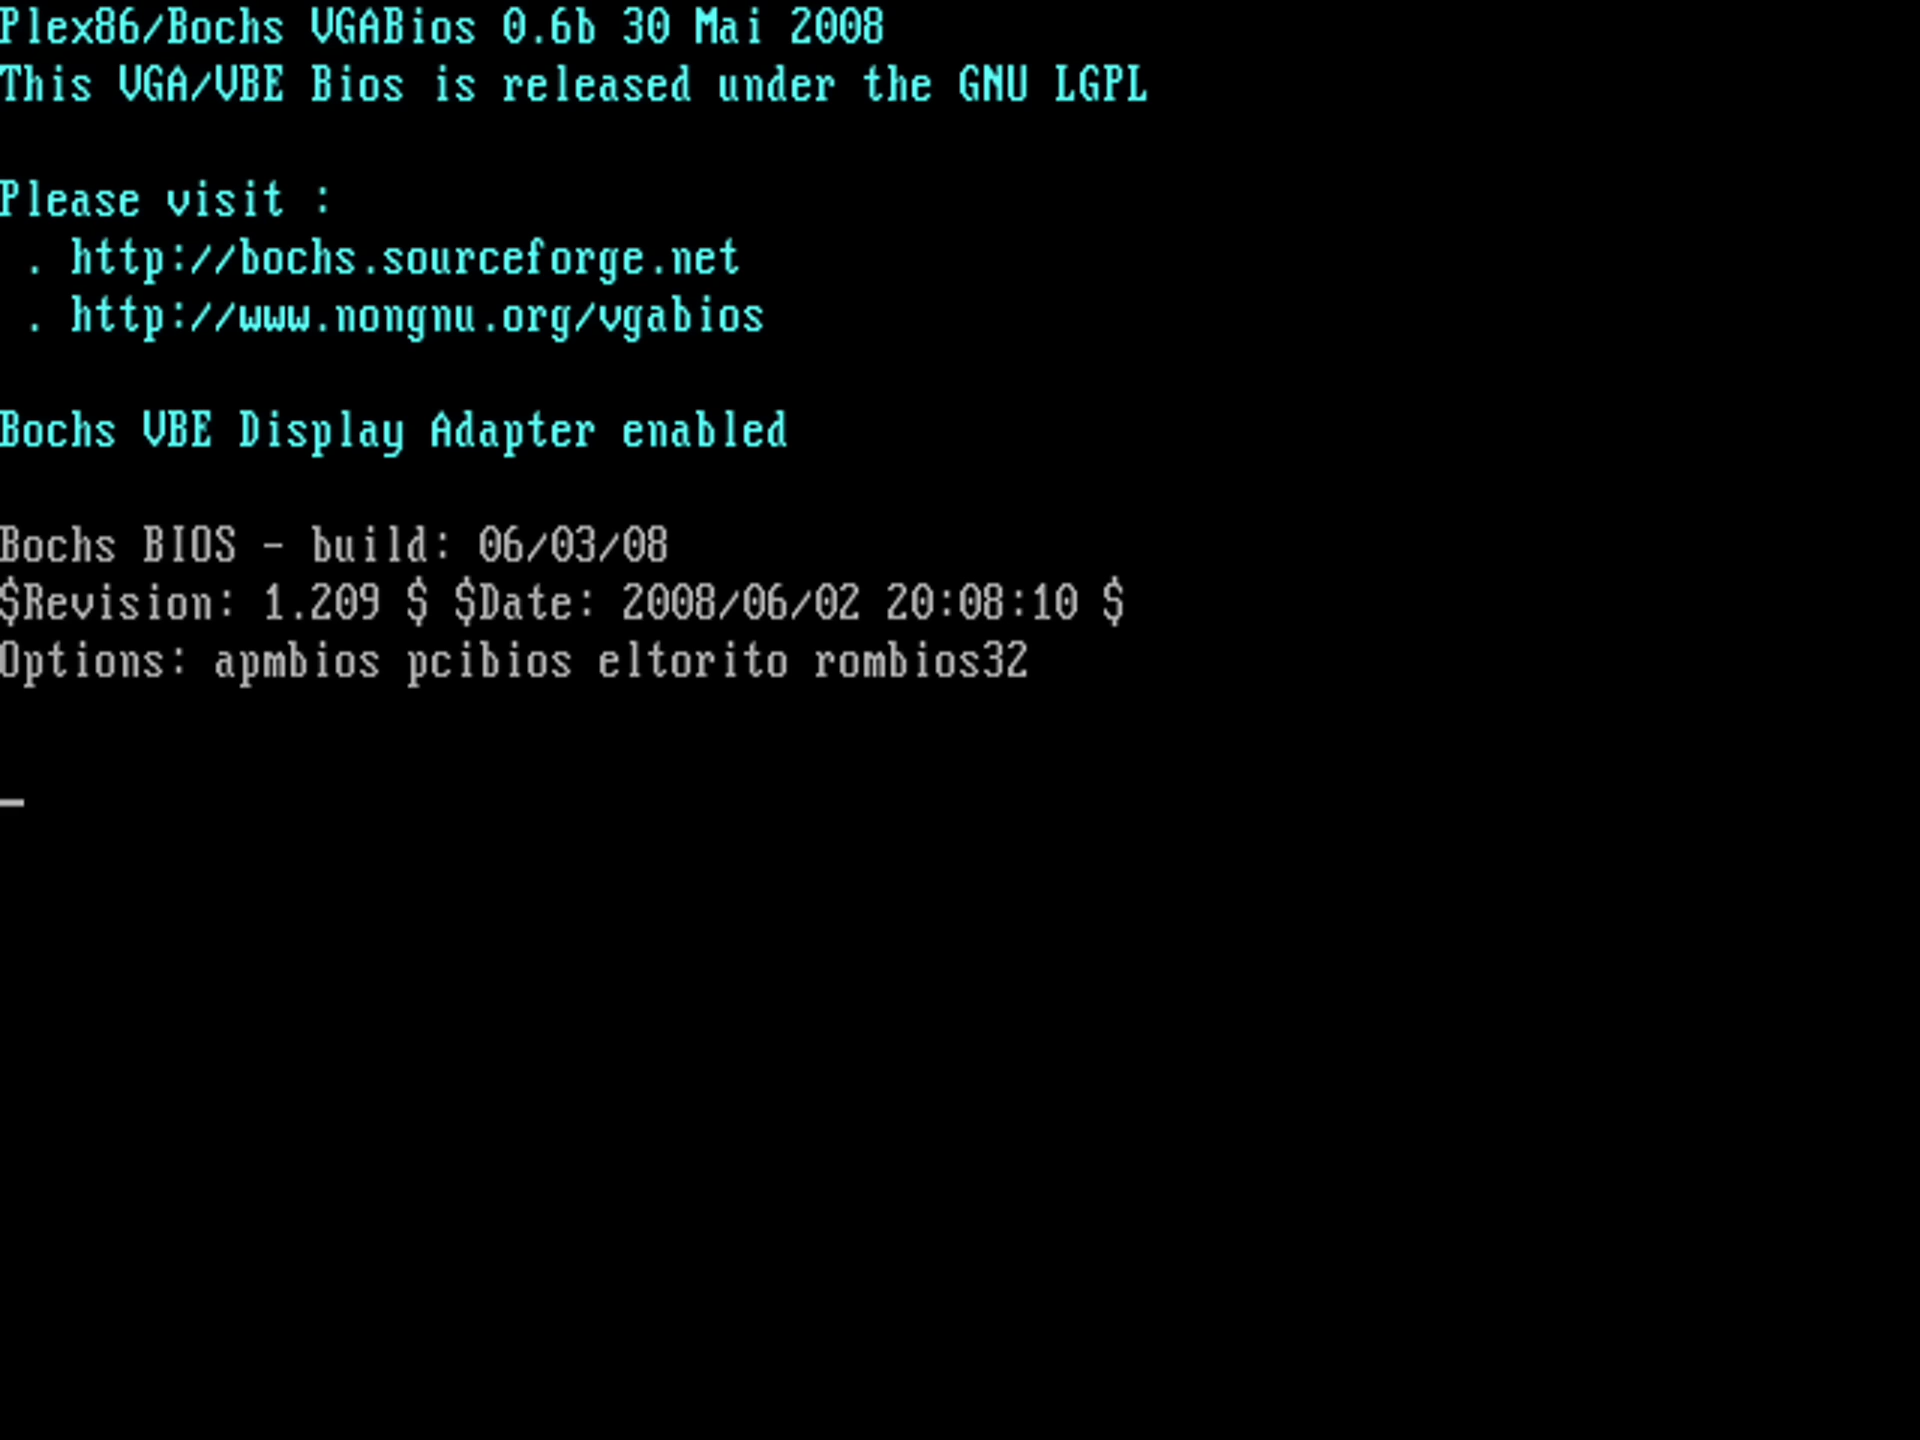 Plex86/Bochs VGABios 0.6b 30 Mai 2008
This VGA/VBE Bios is released under the GNU LGPL
Please visit :
. http://bochs.sourceforge.net
. http://www.nongnu.org/vgabios
Bochs VBE Display Adapter enabled
Bochs BIOS - build: 06/03/08
$Revision: 1.209 $ $Date: 2008/06/02 20:08:10 $
Options: apmbios pcibios eltorito rombios32
_